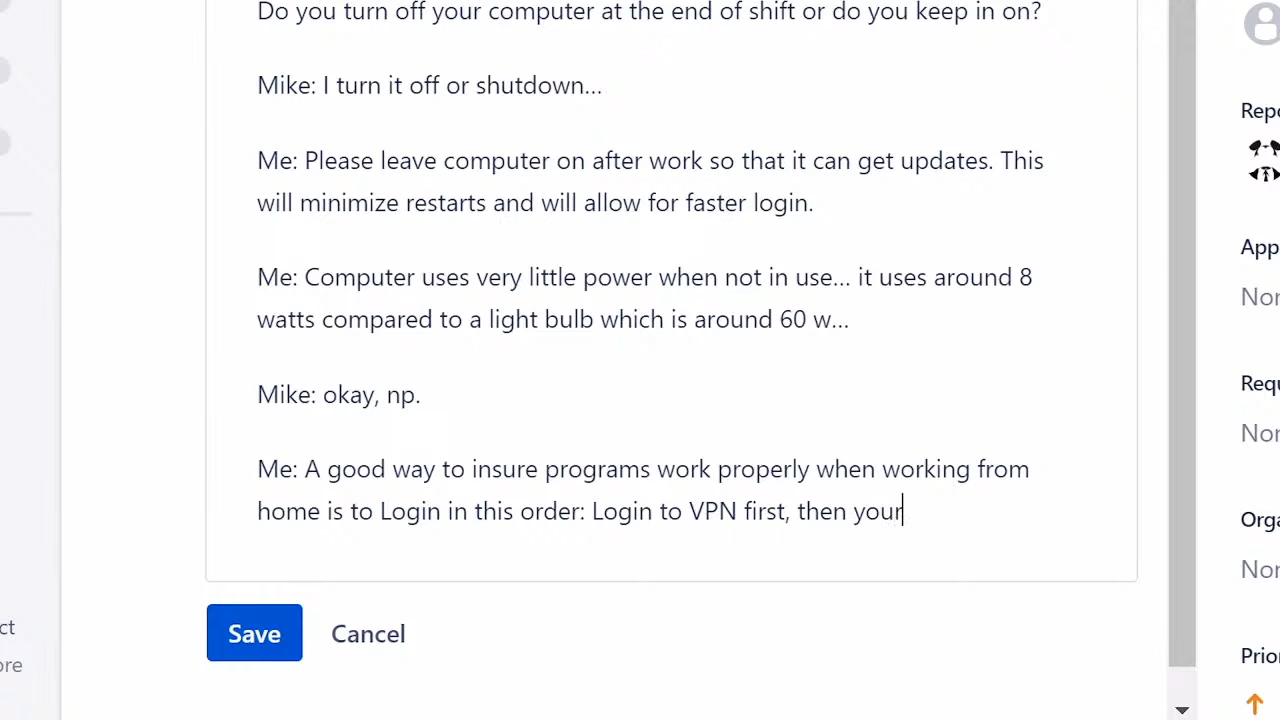 Do you turn off your computer at the end of shift or do you keep in on?
Mike: I turn it off or shutdown...
Me: Please leave computer on after work so that it can get updates. This
will minimize restarts and will allow for faster login.
Me: Computer uses very little power when not in use... it uses around 8
watts compared to a light bulb which is around 60 w...
Mike: okay, np.
Me: A good way to insure programs work properly when working from
home is to Login in this order: Login to VPN first, then your
Save Cancel
ct
ore
Repo
App
Nor
Requ
Nor
Orga
Nor
Prior